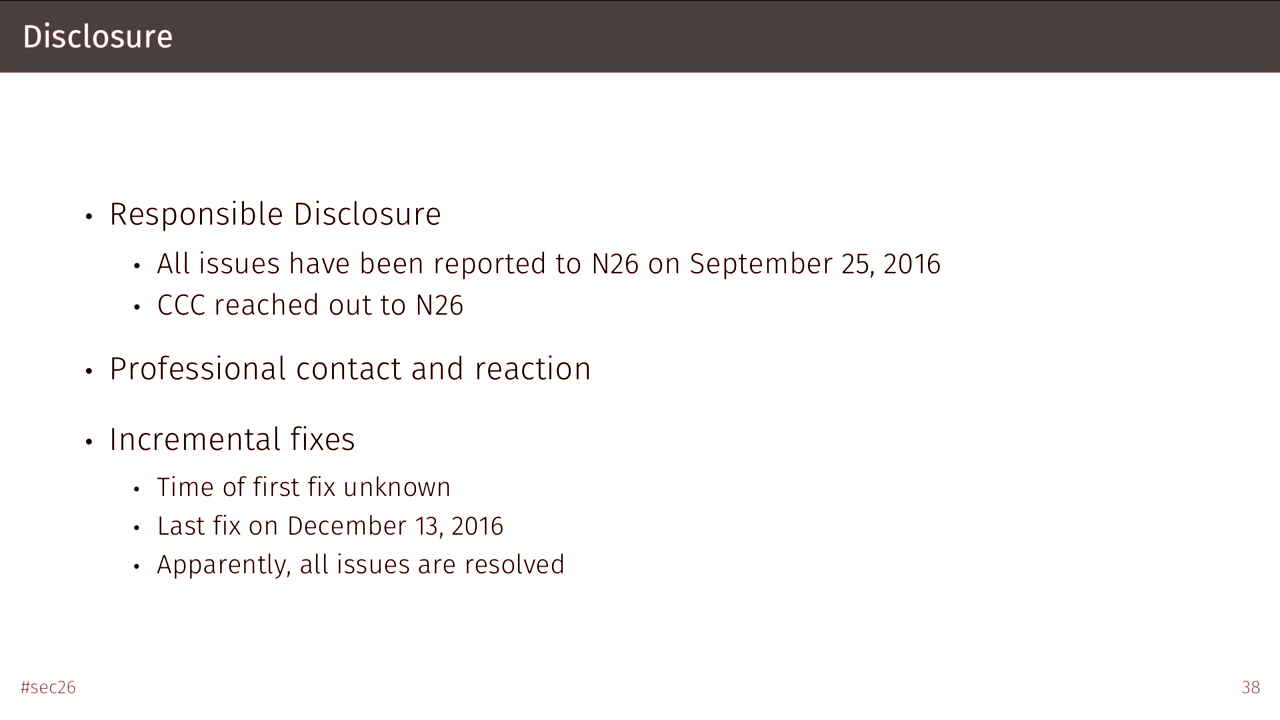 Disclosure
• Responsible Disclosure
• All issues have been reported to N26 on September 25, 2016
• CCC reached out to N26
• Professional contact and reaction
• Incremental fixes
• Time of first fix unknown
• Last fix on December 13, 2016
• Apparently, all issues are resolved
#sec26
38